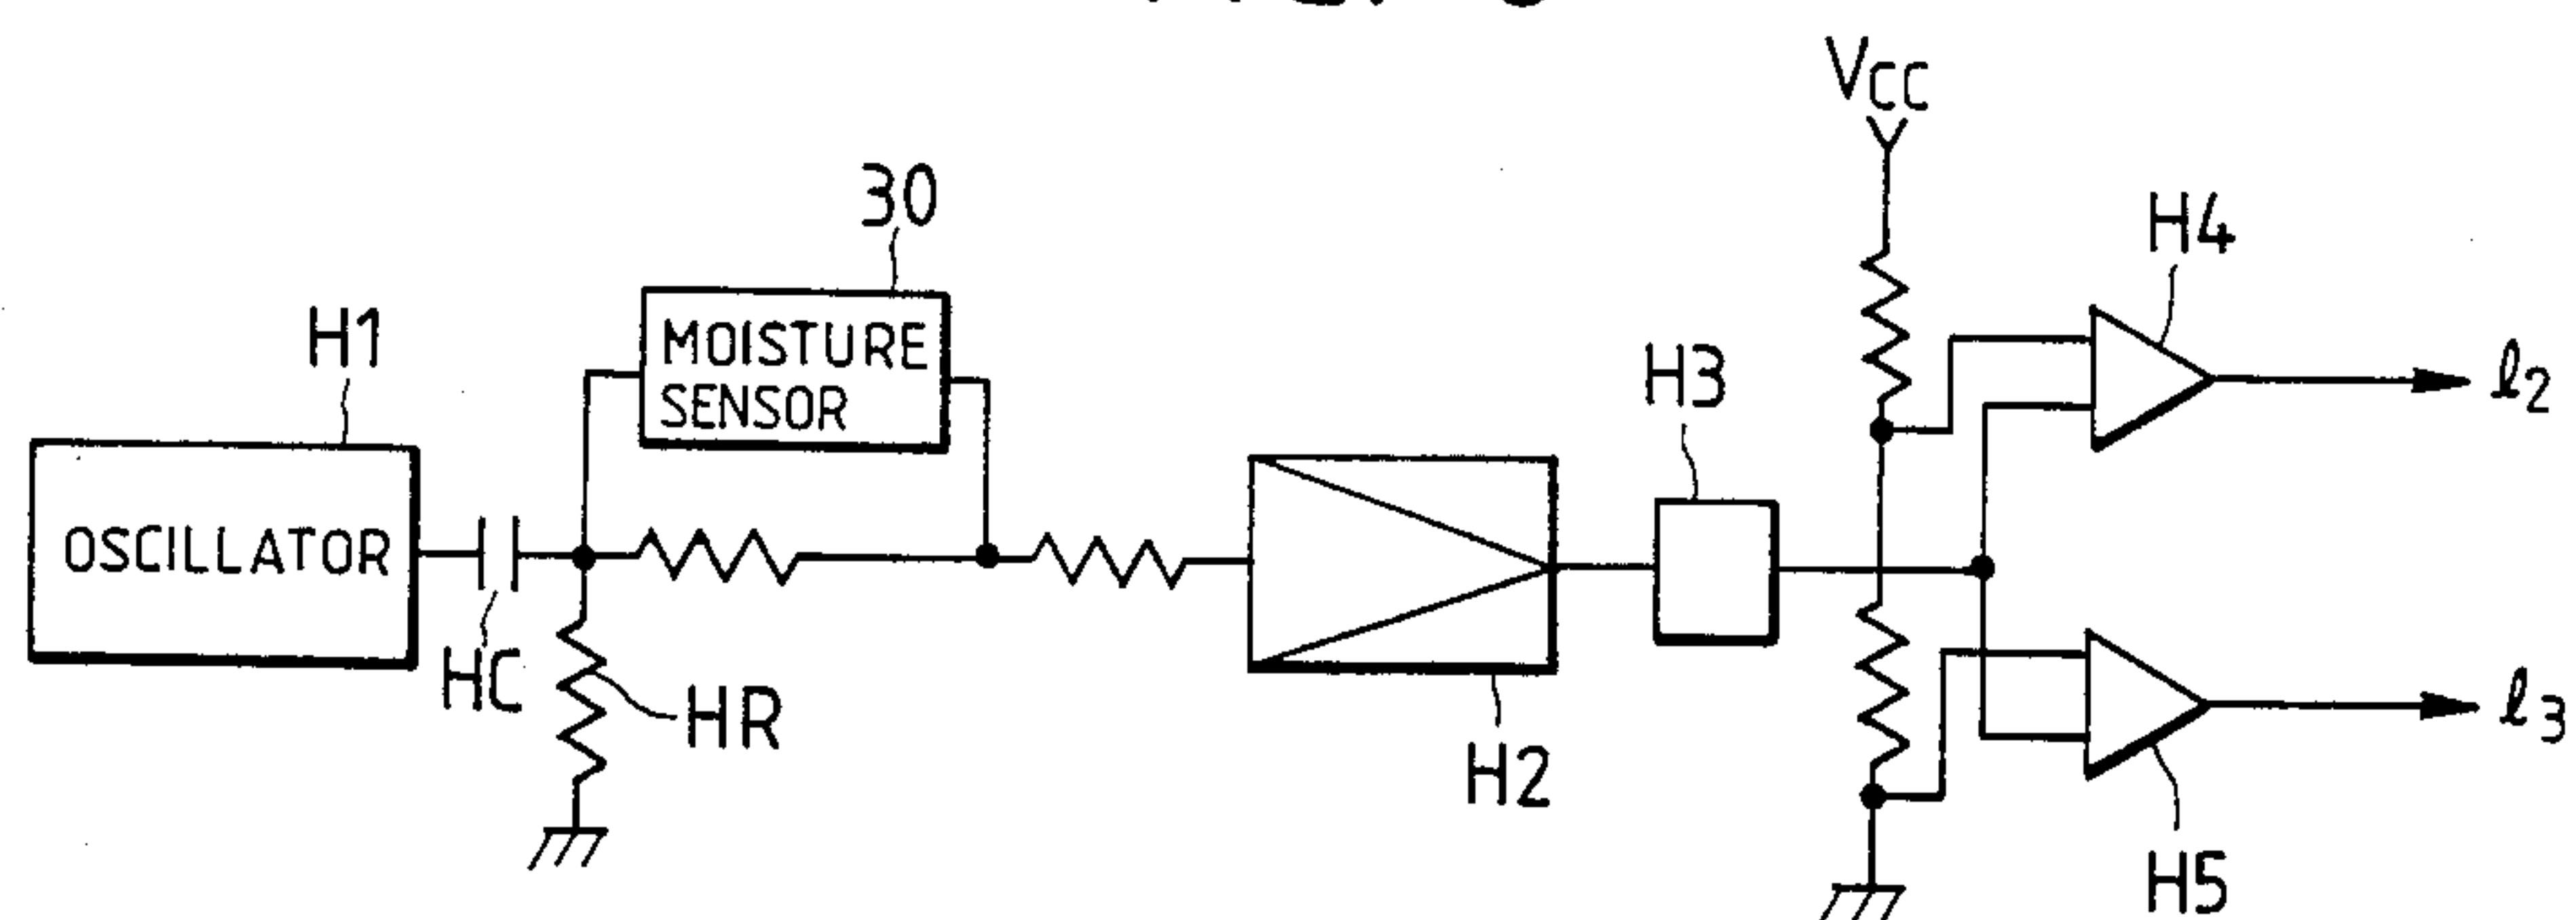 VCC
30
H4
H1
MOISTURE
SENSOR
H3
ℓ2
OSCILLATOR
HC
HR
H2
ℓ3
H5